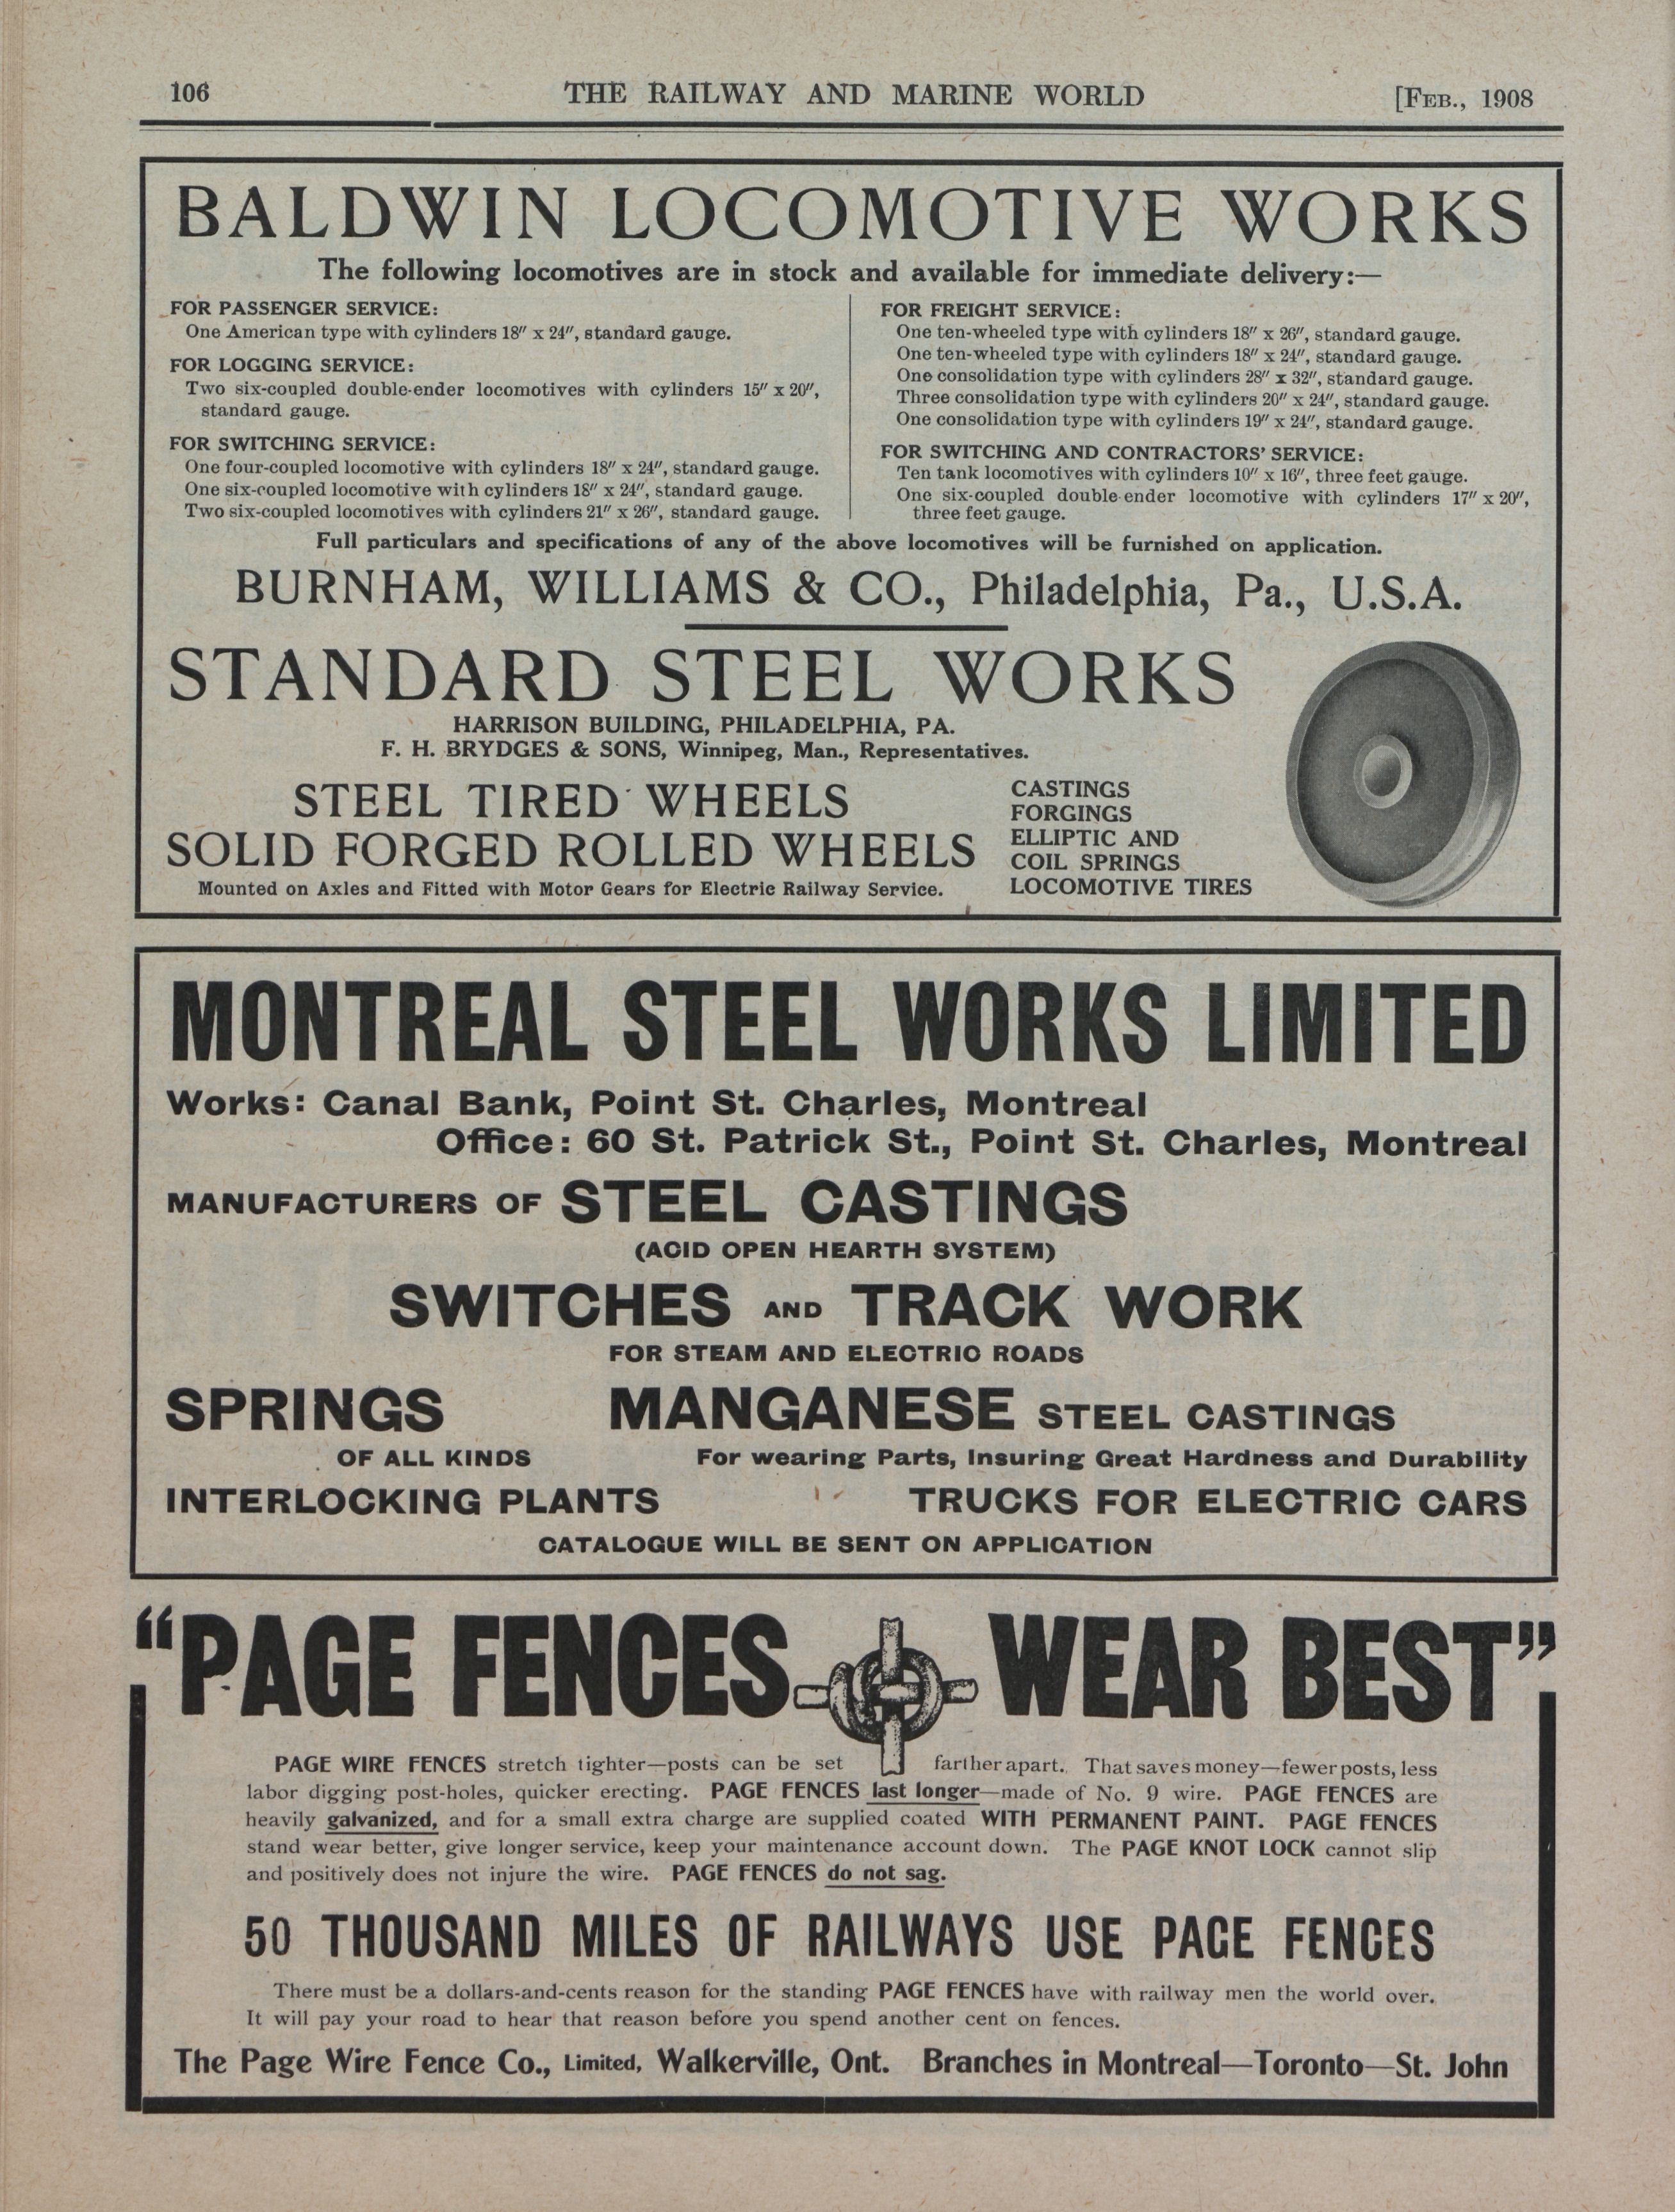 106
THE RAILWAY AND MARINE WORLD
[FEB., 1908
BALDWIN LOCOMOTIVE WORKS
The following locomotives are in stock and available for immediate delivery:—
FOR PASSENGER SERVICE:
One American type with cylinders 18" x 24", standard gauge.
FOR LOGGING SERVICE:
Two six-coupled double-ender locomotives with cylinders 15" x 20",
standard gauge.
FOR SWITCHING SERVICE:
One four-coupled locomotive with cylinders 18" x 24", standard gauge.
One six-coupled locomotive with cylinders 18" x 24", standard gauge.
Two six-coupled locomotives with cylinders 21" x 26", standard gauge.
FOR FREIGHT SERVICE:
One ten-wheeled type with cylinders 18" x 26", standard gauge.
One ten-wheeled type with cylinders 18" x 24", standard gauge.
One consolidation type with cylinders 28" x 32", standard gauge.
Three consolidation type with cylinders 20" x 24", standard gauge.
One consolidation type with cylinders 19" x 24", standard gauge.
FOR SWITCHING AND CONTRACTORS' SERVICE:
Ten tank locomotives with cylinders 10" x 16", three feet gauge.
One six-coupled double-ender locomotive with cylinders 17" x 20",
three feet gauge.
Full particulars and specifications of any of the above locomotives will be furnished on application.
BURNHAM, WILLIAMS & CO., Philadelphia, Pa., U.S.A.
STANDARD STEEL WORKS
HARRISON BUILDING, PHILADELPHIA, PA.
F. H. BRYDGES & SONS, Winnipeg, Man., Representatives.
STEEL TIRED WHEELS
SOLID FORGED ROLLED WHEELS
Mounted on Axles and Fitted with Motor Gears for Electric Railway Service.
CASTINGS
FORGINGS
ELLIPTIC AND
COIL SPRINGS
LOCOMOTIVE TIRES
MONTREAL STEEL WORKS LIMITED
Works: Canal Bank, Point St. Charles, Montreal
Office: 60 St. Patrick St., Point St. Charles, Montreal
MANUFACTURERS OF STEEL CASTINGS
(ACID OPEN HEARTH SYSTEM)
SWITCHES AND TRACK WORK
FOR STEAM AND ELECTRIC ROADS
SPRINGS
OF ALL KINDS
MANGANESE STEEL CASTINGS
For wearing Parts, Insuring Great Hardness and Durability
INTERLOCKING PLANTS
TRUCKS FOR ELECTRIC CARS
CATALOGUE WILL BE SENT ON APPLICATION
"PAGE FENCES WEAR BEST"
PAGE WIRE FENCES stretch tighter—posts can be set farther apart. That saves money—fewer posts, less
labor digging post-holes, quicker erecting. PAGE FENCES last longer—made of No. 9 wire. PAGE FENCES are
heavily galvanized, and for a small extra charge are supplied coated WITH PERMANENT PAINT. PAGE FENCES
stand wear better, give longer service, keep your maintenance account down. The PAGE KNOT LOCK cannot slip
and positively does not injure the wire. PAGE FENCES do not sag.
50 THOUSAND MILES OF RAILWAYS USE PAGE FENCES
There must be a dollars-and-cents reason for the standing PAGE FENCES have with railway men the world over.
It will pay your road to hear that reason before you spend another cent on fences.
The Page Wire Fence Co., Limited, Walkerville, Ont. Branches in Montreal—Toronto—St. John